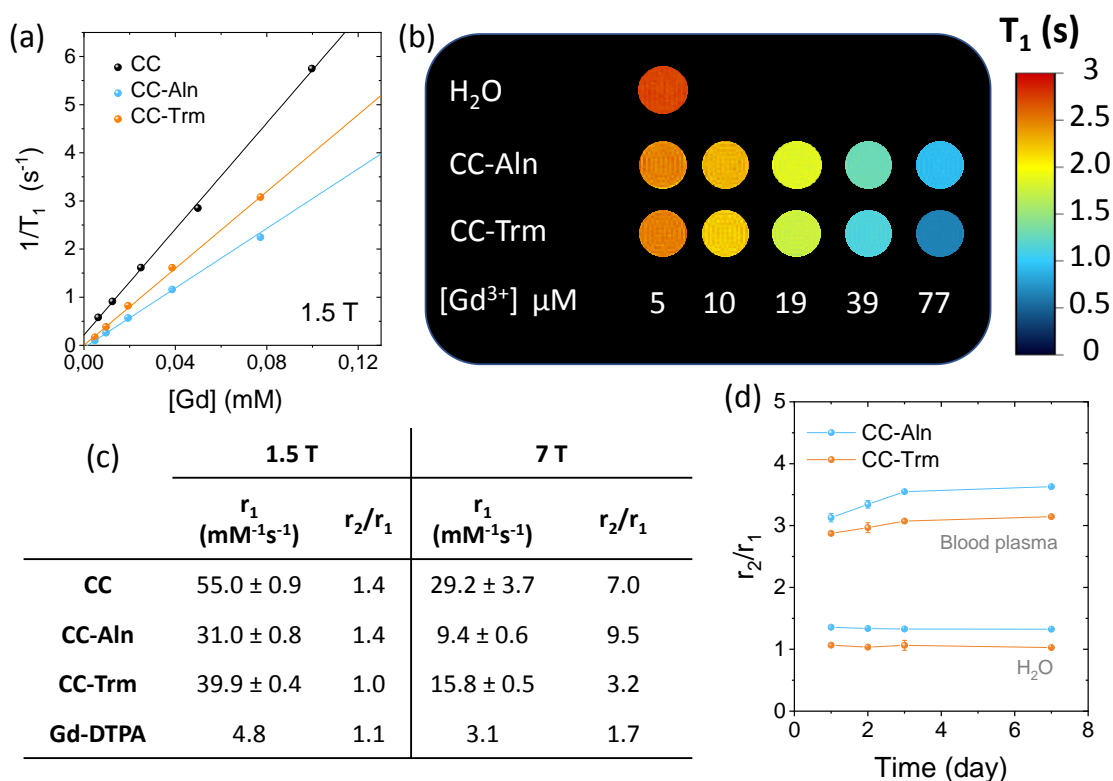 (a)
6
5
4
3
2
1
0
1/T₁ (s⁻¹)
CC
CC-Aln
CC-Trm
1.5 T
0,00 0,04 0,08 0,12
[Gd] (mM)
(b)
H₂O
CC-Aln
CC-Trm
[Gd³⁺] μM 5 10 19 39 77
T₁ (s)
3
2.5
2.0
1.5
1.0
0.5
0
(c)
1.5 T 7 T
r₁ r₂/r₁ r₁ r₂/r₁
(mM⁻¹s⁻¹) (mM⁻¹s⁻¹)
CC 55.0 ± 0.9 1.4 29.2 ± 3.7 7.0
CC-Aln 31.0 ± 0.8 1.4 9.4 ± 0.6 9.5
CC-Trm 39.9 ± 0.4 1.0 15.8 ± 0.5 3.2
Gd-DTPA 4.8 1.1 3.1 1.7
(d)
5
4
3
2
1
0
r₂/r₁
CC-Aln
CC-Trm
Blood plasma
H₂O
0 2 4 6 8
Time (day)